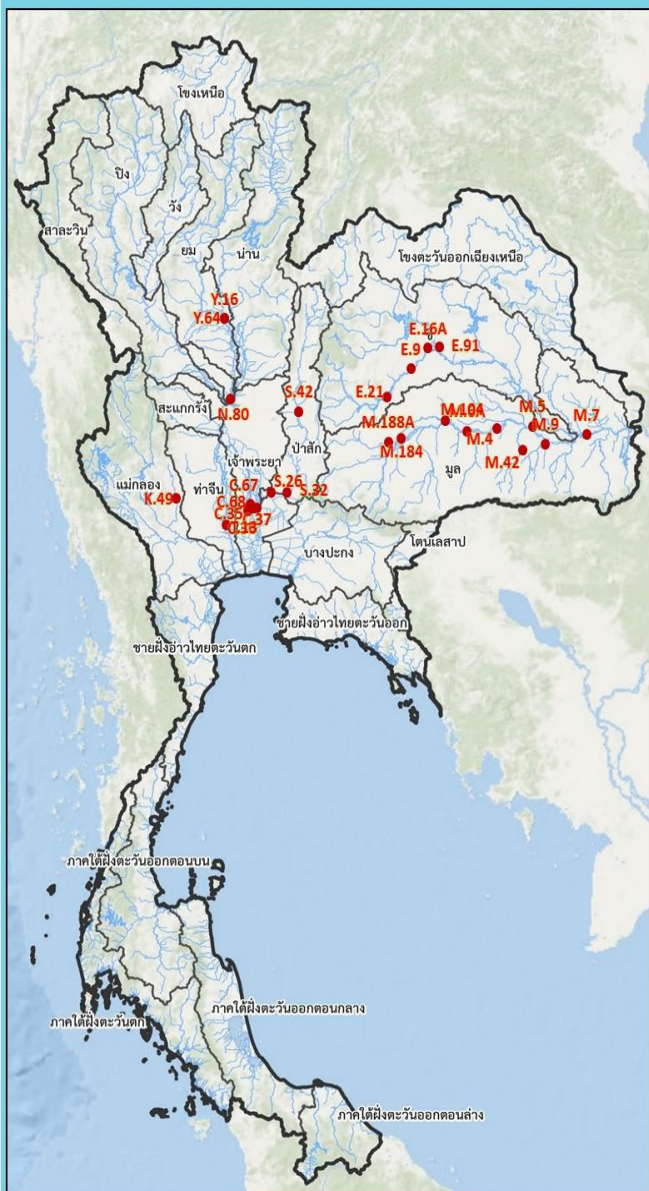 โขงเหนือ
ปิง
วัง
สาละวิน
ยม
น่าน
โขงตะวันออกเฉียงเหนือ
Y.16
Y.64
E.16A
E.91
E.9
S.42
E.21
สะแกกรัง
N.80
M.5
M.7
M.188A
M.9
M.4
M.184
M.42
ป่าสัก
เจ้าพระยา
มูล
แม่กลอง
ท่าจีน
K.49
C.67
S.26
S.32
C.68
C.35
C.37
บางปะกง
โตนเลสาป
ชายฝั่งอ่าวไทยตะวันออก
ชายฝั่งอ่าวไทยตะวันตก
ภาคใต้ฝั่งตะวันออกตอนบน
ภาคใต้ฝั่งตะวันออกตอนกลาง
ภาคใต้ฝั่งตะวันตก
ภาคใต้ฝั่งตะวันออกตอนล่าง